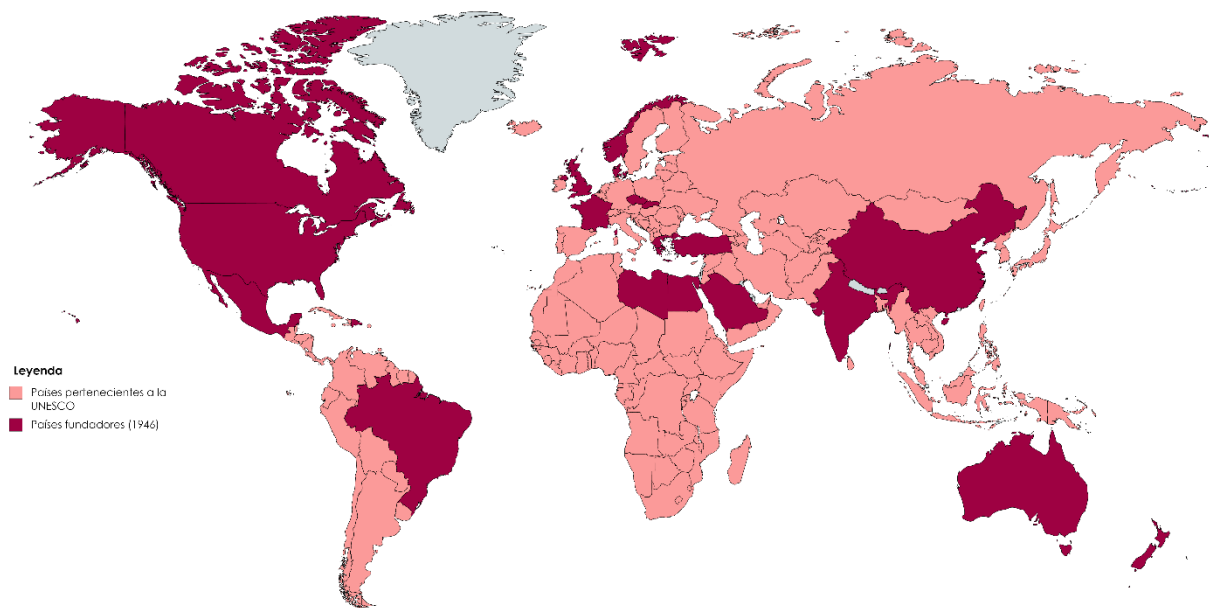 Leyenda
Países pertenecientes a la
UNESCO
Países fundadores (1946)